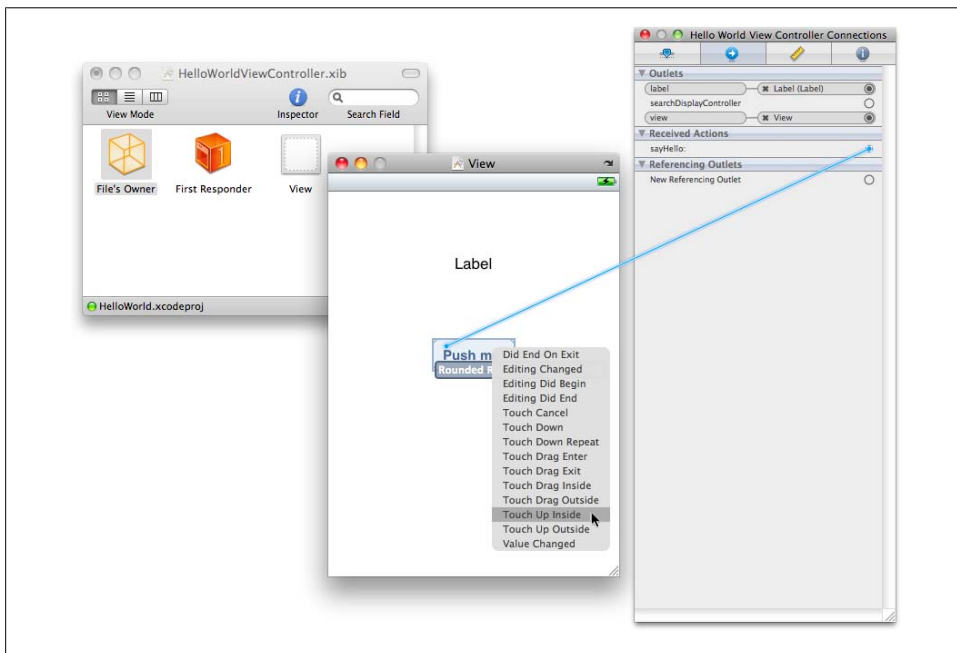 HelloWorldViewController.xib
View Mode
Inspector
Search Field
File's Owner
First Responder
View
HelloWorld.xcodeproj
View
Label
Push m
Rounded R
Did End On Exit
Editing Changed
Editing Did Begin
Editing Did End
Touch Cancel
Touch Down
Touch Down Repeat
Touch Drag Enter
Touch Drag Exit
Touch Drag Inside
Touch Drag Outside
Touch Up Inside
Touch Up Outside
Value Changed
Hello World View Controller Connections
Outlets
label
Label (Label)
searchDisplayController
view
View
Received Actions
sayHello:
Referencing Outlets
New Referencing Outlet